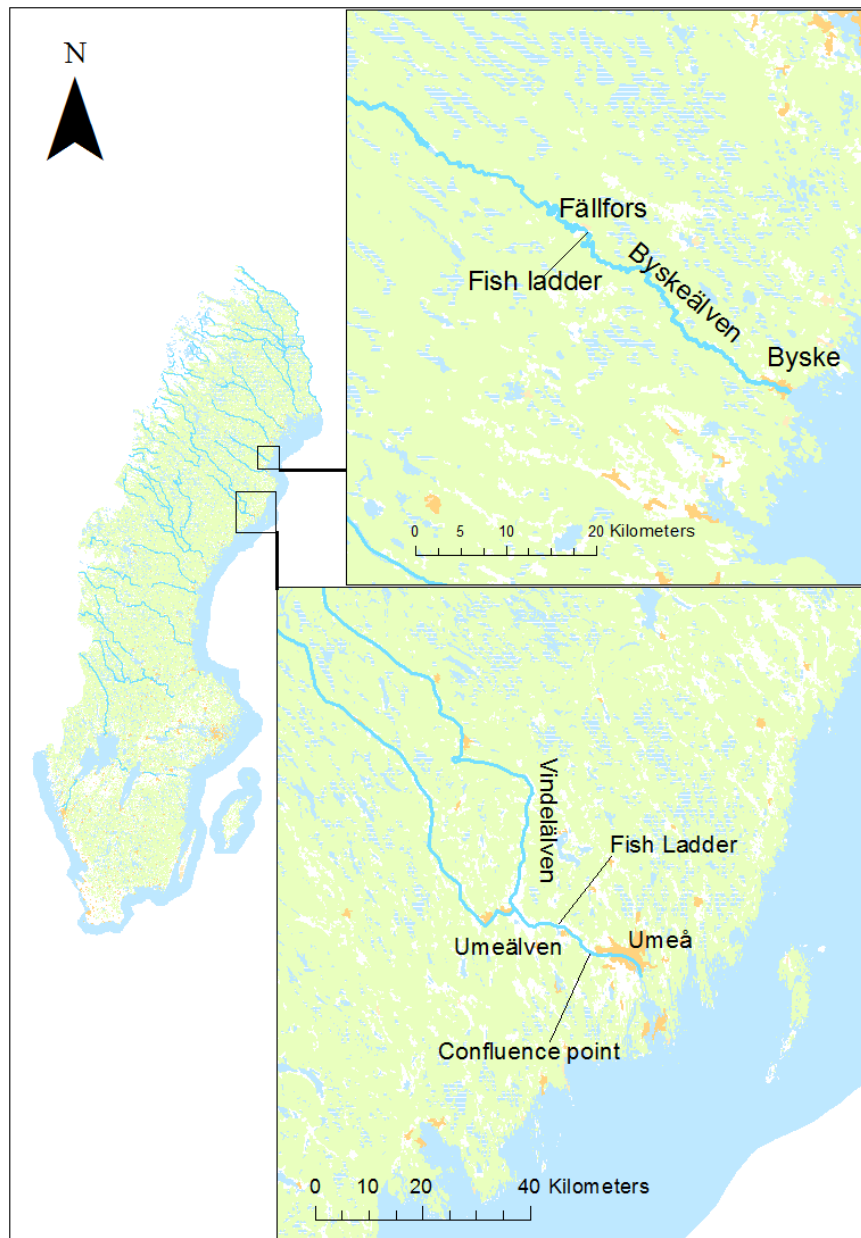 N
Fällfors
Fish ladder
Byskeälven
Byske
0 5 10 20 Kilometers
Vindelälven
Fish Ladder
Umeälven
Umeå
Confluence point
0 10 20 40 Kilometers